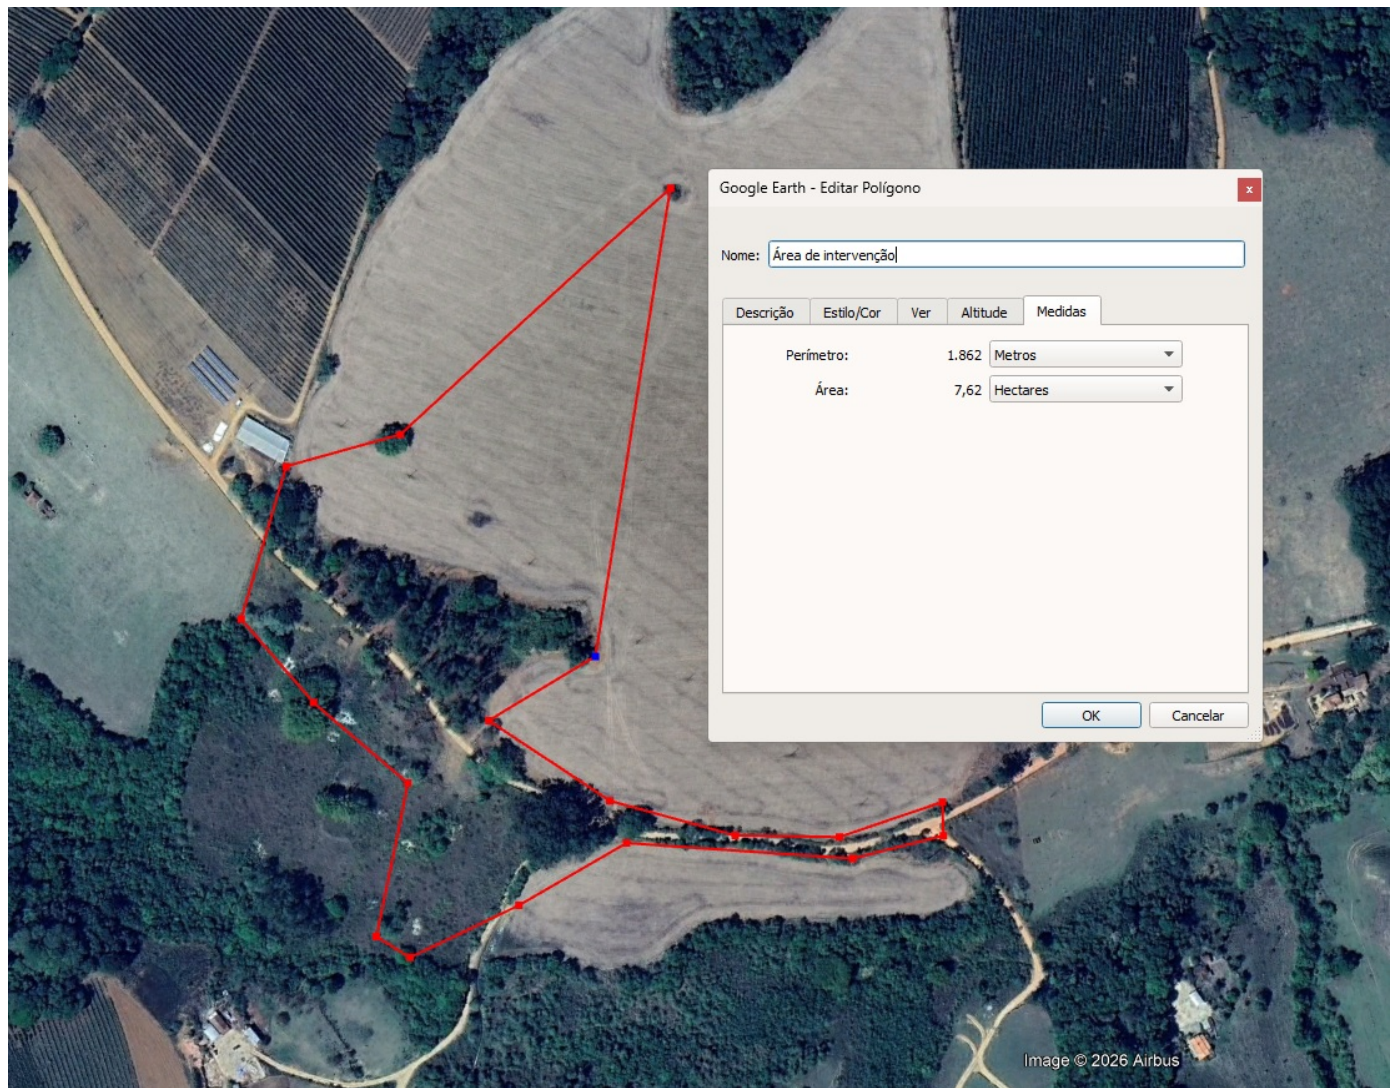 Google Earth - Editar Polígono
x
Nome: Área de intervenção
Descrição Estilo/Cor Ver Altitude Medidas
Perímetro: 1.862 Metros
Área: 7,62 Hectares
OK Cancelar
Image © 2026 Airbus